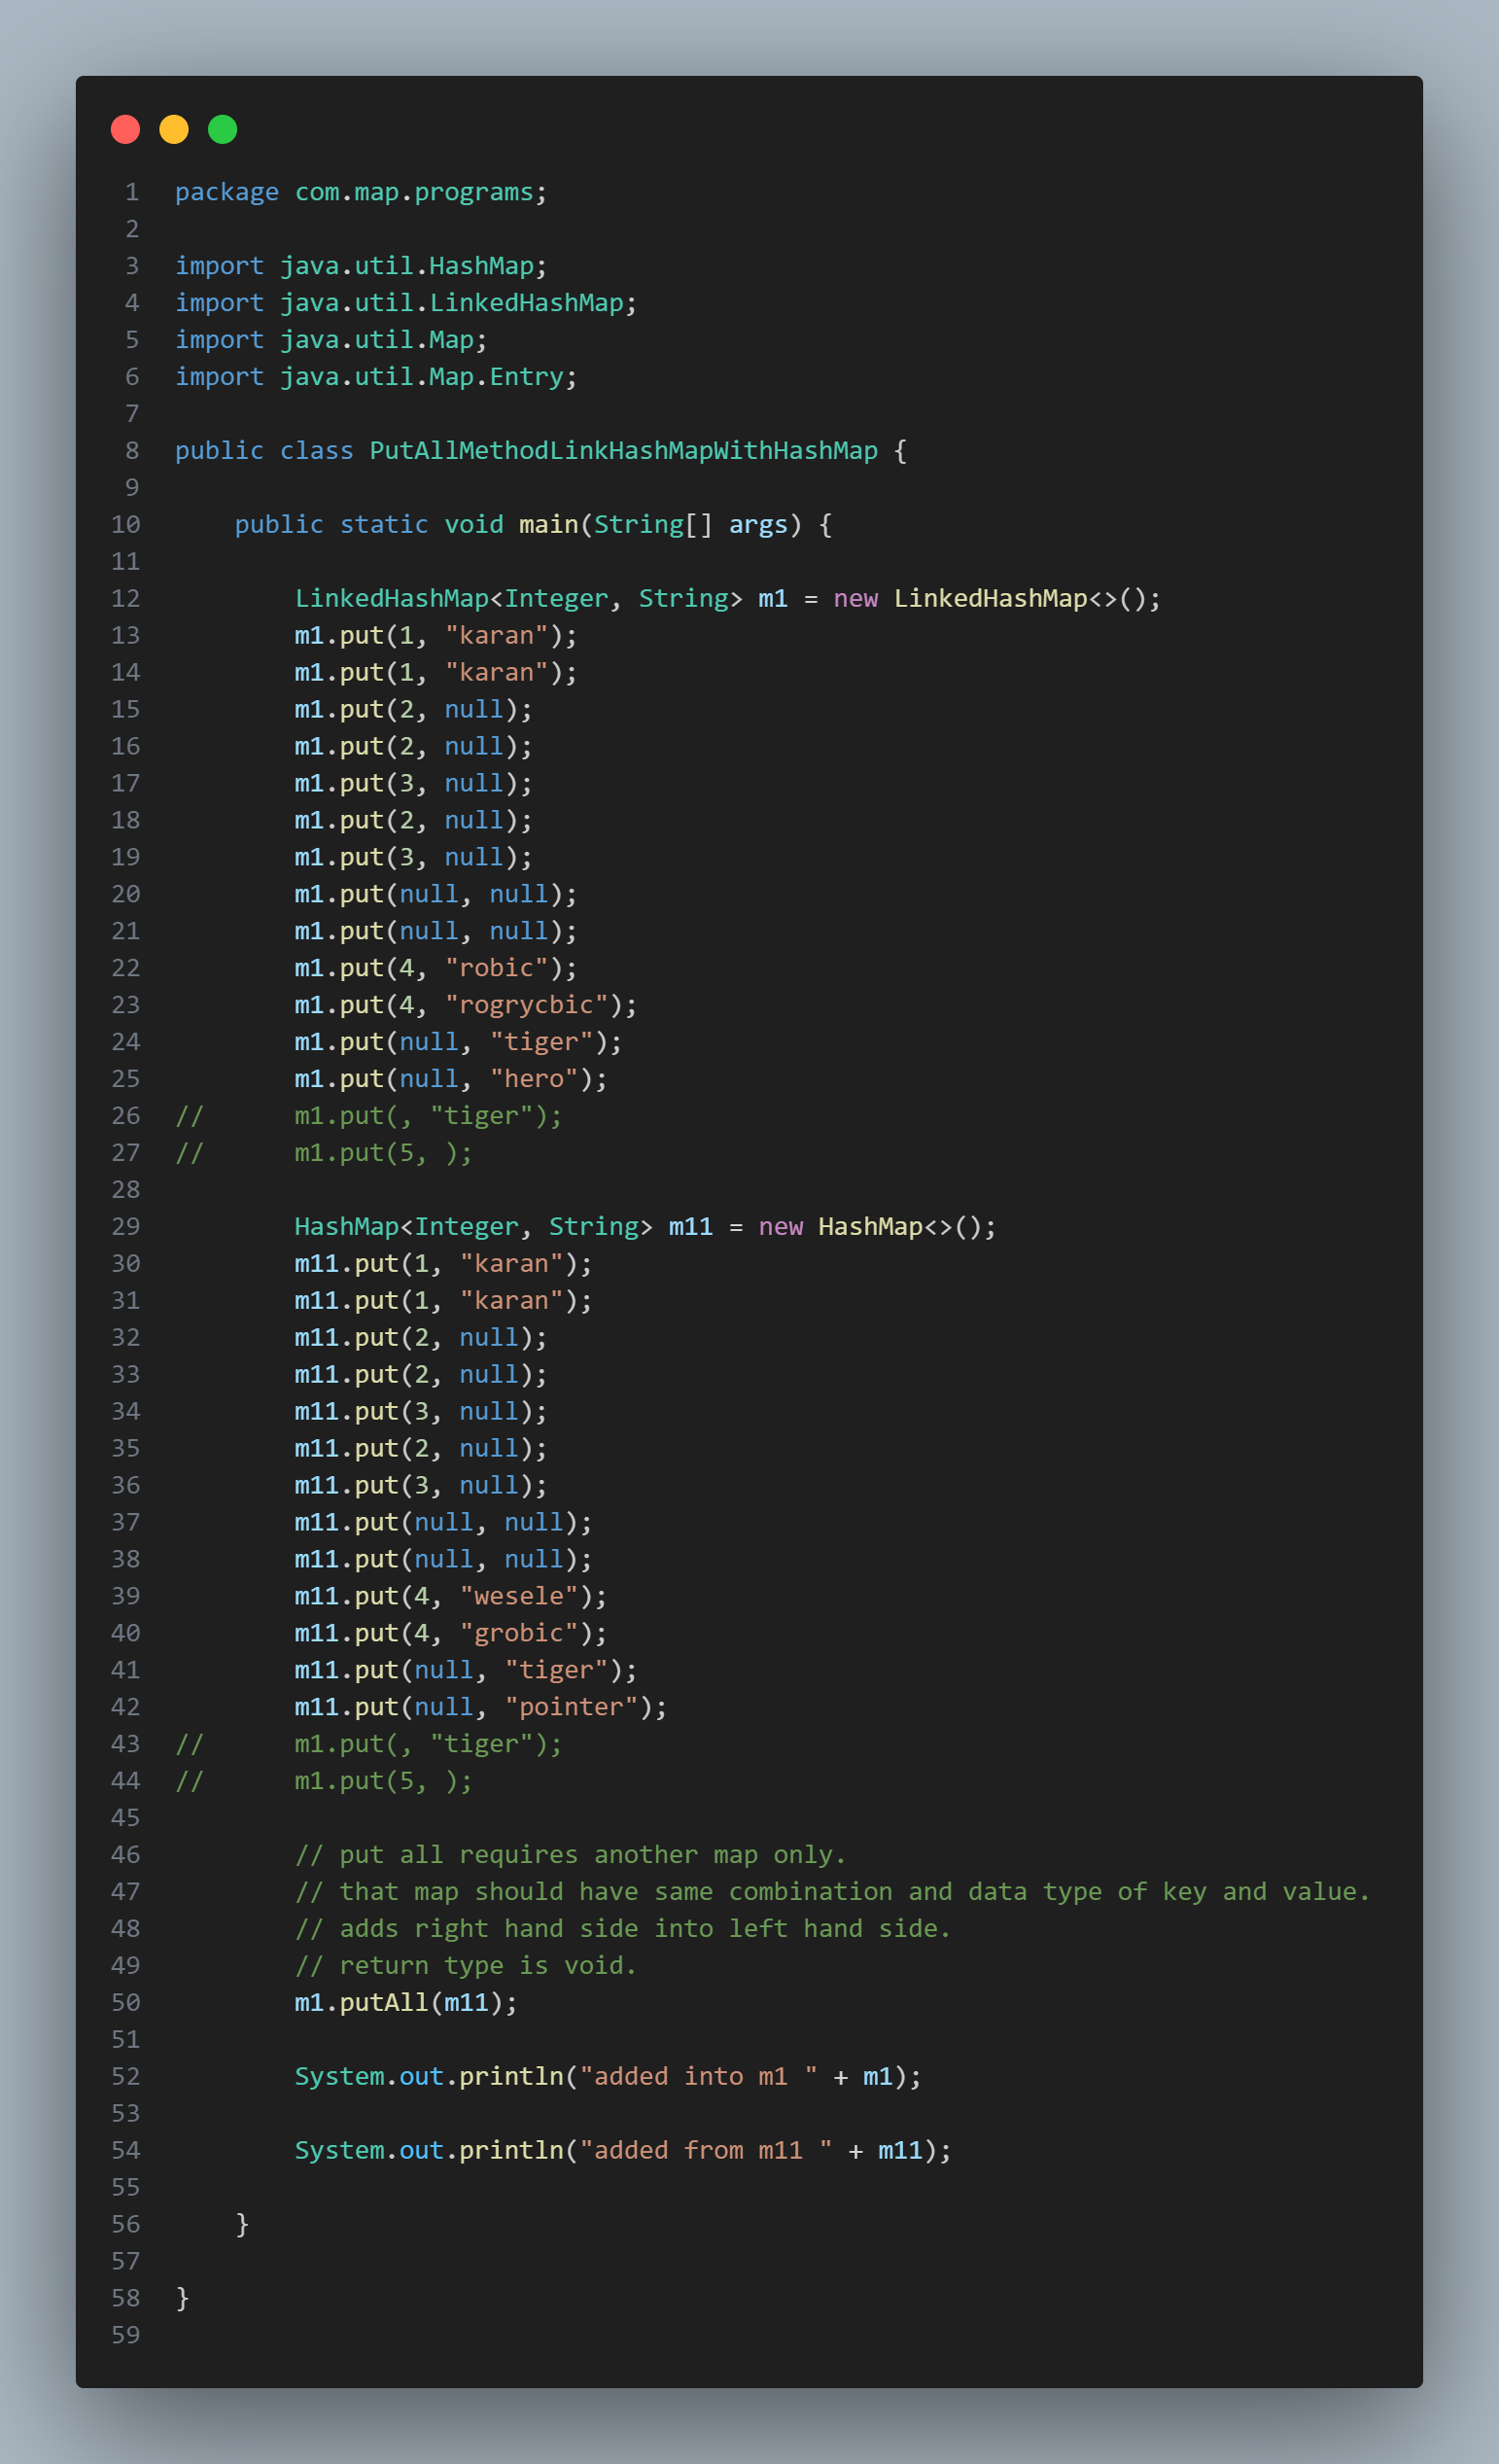 1 package com.map.programs;
2
3 import java.util.HashMap;
4 import java.util.LinkedHashMap;
5 import java.util.Map;
6 import java.util.Map.Entry;
7
8 public class PutAllMethodLinkHashMapWithHashMap {
9
10     public static void main(String[] args) {
11
12         LinkedHashMap<Integer, String> m1 = new LinkedHashMap<>();
13         m1.put(1, "karan");
14         m1.put(1, "karan");
15         m1.put(2, null);
16         m1.put(2, null);
17         m1.put(3, null);
18         m1.put(2, null);
19         m1.put(3, null);
20         m1.put(null, null);
21         m1.put(null, null);
22         m1.put(4, "robic");
23         m1.put(4, "rogrycbic");
24         m1.put(null, "tiger");
25         m1.put(null, "hero");
26 //      m1.put(, "tiger");
27 //      m1.put(5, );
28
29         HashMap<Integer, String> m11 = new HashMap<>();
30         m11.put(1, "karan");
31         m11.put(1, "karan");
32         m11.put(2, null);
33         m11.put(2, null);
34         m11.put(3, null);
35         m11.put(2, null);
36         m11.put(3, null);
37         m11.put(null, null);
38         m11.put(null, null);
39         m11.put(4, "wesele");
40         m11.put(4, "grobic");
41         m11.put(null, "tiger");
42         m11.put(null, "pointer");
43 //      m1.put(, "tiger");
44 //      m1.put(5, );
45
46         // put all requires another map only.
47         // that map should have same combination and data type of key and value.
48         // adds right hand side into left hand side.
49         // return type is void.
50         m1.putAll(m11);
51
52         System.out.println("added into m1 " + m1);
53
54         System.out.println("added from m11 " + m11);
55
56     }
57
58 }
59